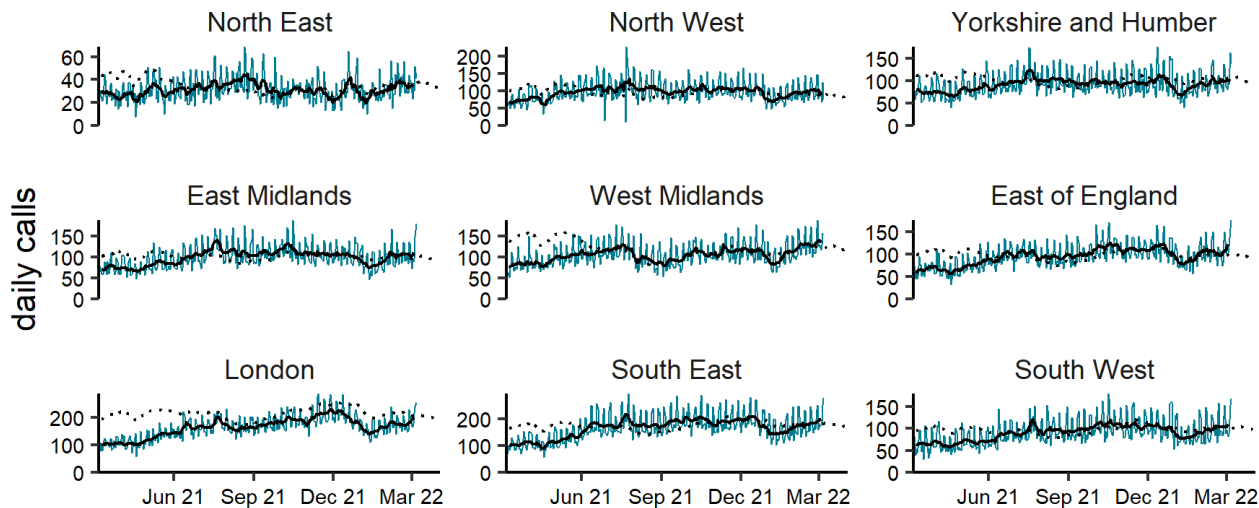 North East
North West
Yorkshire and Humber
60
40
20
0
200
150
100
50
0
150
100
50
0
daily calls
East Midlands
West Midlands
East of England
150
100
50
0
150
100
50
0
150
100
50
0
London
South East
South West
200
100
0
200
100
0
150
100
50
0
Jun 21 Sep 21 Dec 21 Mar 22
Jun 21 Sep 21 Dec 21 Mar 22
Jun 21 Sep 21 Dec 21 Mar 22